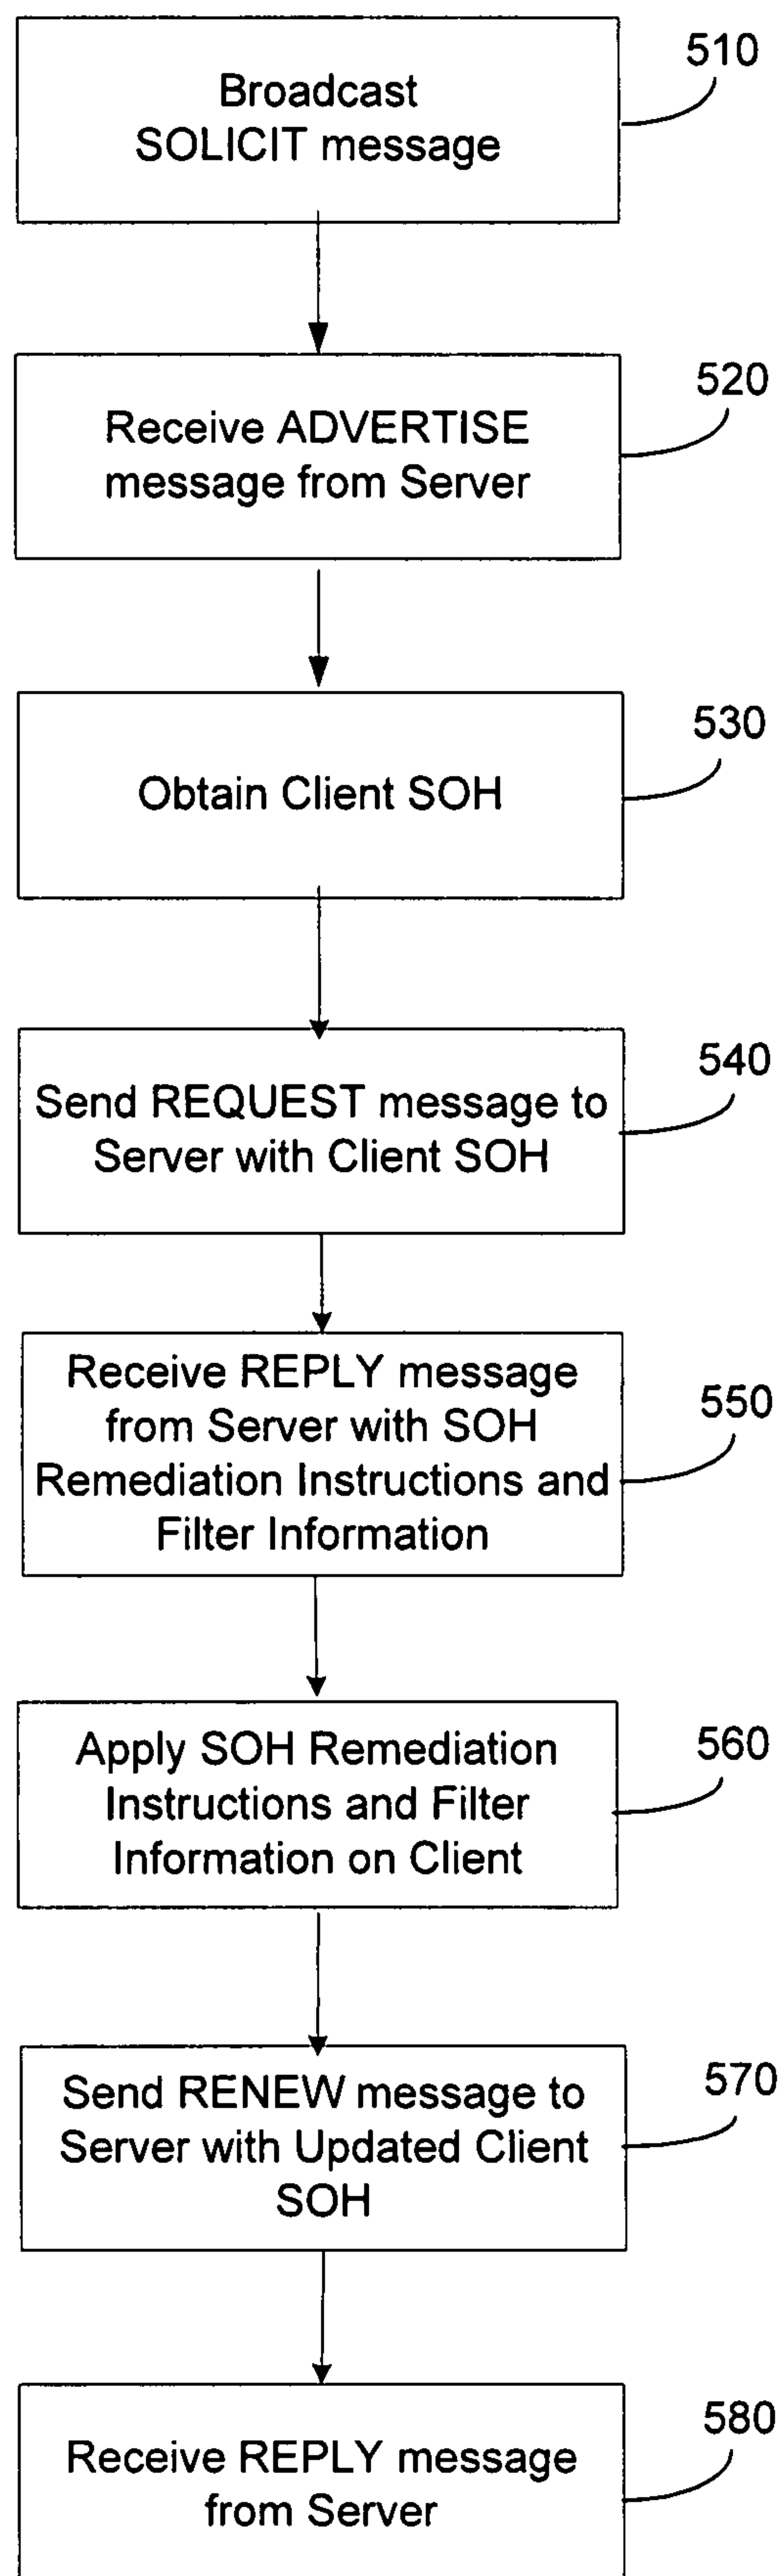 Broadcast
SOLICIT message
510
Receive ADVERTISE
message from Server
520
Obtain Client SOH
530
Send REQUEST message to
Server with Client SOH
540
Receive REPLY message
from Server with SOH
Remediation Instructions and
Filter Information
550
Apply SOH Remediation
Instructions and Filter
Information on Client
560
Send RENEW message to
Server with Updated Client
SOH
570
Receive REPLY message
from Server
580